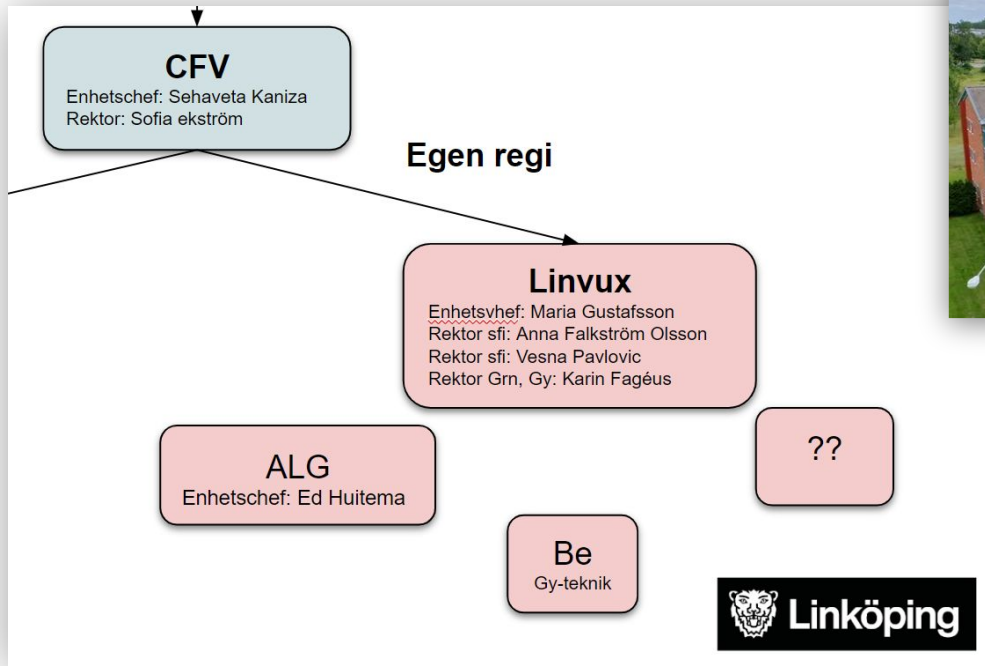 CFV
Enhetschef: Sehaveta Kaniza
Rektor: Sofia ekström
Egen regi
Linvux
Enhetsvhef: Maria Gustafsson
Rektor sfi: Anna Falkström Olsson
Rektor sfi: Vesna Pavlovic
Rektor Grn, Gy: Karin Fagéus
??
ALG
Enhetschef: Ed Huitema
Be
Gy-teknik
Linköping